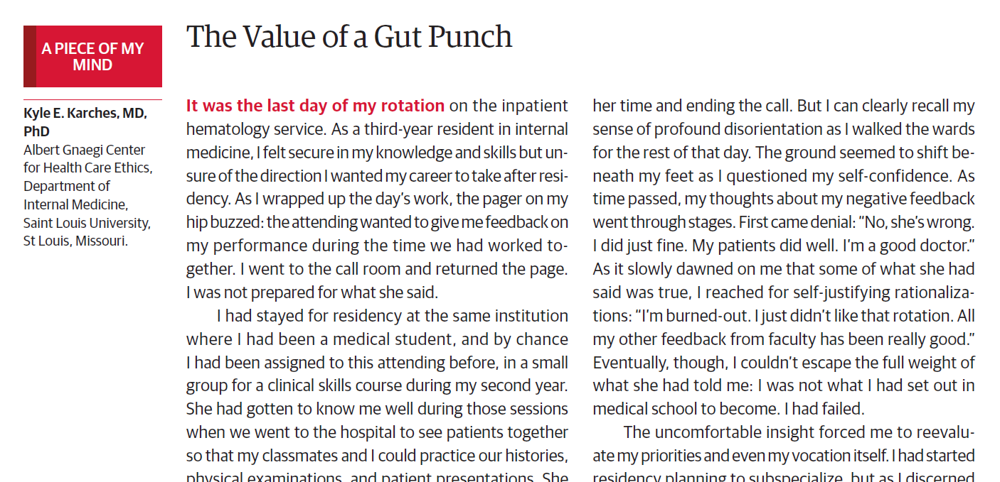 A PIECE OF MY
MIND
Kyle E. Karches, MD,
PhD
Albert Gnaegi Center
for Health Care Ethics,
Department of
Internal Medicine,
Saint Louis University,
St Louis, Missouri.
The Value of a Gut Punch
It was the last day of my rotation on the inpatient
hematology service. As a third-year resident in internal
medicine, I felt secure in my knowledge and skills but un-
sure of the direction I wanted my career to take after resi-
dency. As I wrapped up the day’s work, the pager on my
hip buzzed: the attending wanted to give me feedback on
my performance during the time we had worked to-
gether. I went to the call room and returned the page.
I was not prepared for what she said.
I had stayed for residency at the same institution
where I had been a medical student, and by chance
I had been assigned to this attending before, in a small
group for a clinical skills course during my second year.
She had gotten to know me well during those sessions
when we went to the hospital to see patients together
so that my classmates and I could practice our histories,
physical examinations, and patient presentations. She
her time and ending the call. But I can clearly recall my
sense of profound disorientation as I walked the wards
for the rest of that day. The ground seemed to shift be-
neath my feet as I questioned my self-confidence. As
time passed, my thoughts about my negative feedback
went through stages. First came denial: “No, she’s wrong.
I did just fine. My patients did well. I’m a good doctor.”
As it slowly dawned on me that some of what she had
said was true, I reached for self-justifying rationaliza-
tions: “I’m burned-out. I just didn’t like that rotation. All
my other feedback from faculty has been really good.”
Eventually, though, I couldn’t escape the full weight of
what she had told me: I was not what I had set out in
medical school to become. I had failed.
The uncomfortable insight forced me to reevalu-
ate my priorities and even my vocation itself. I had started
residency planning to subspecialize, but as I discerned